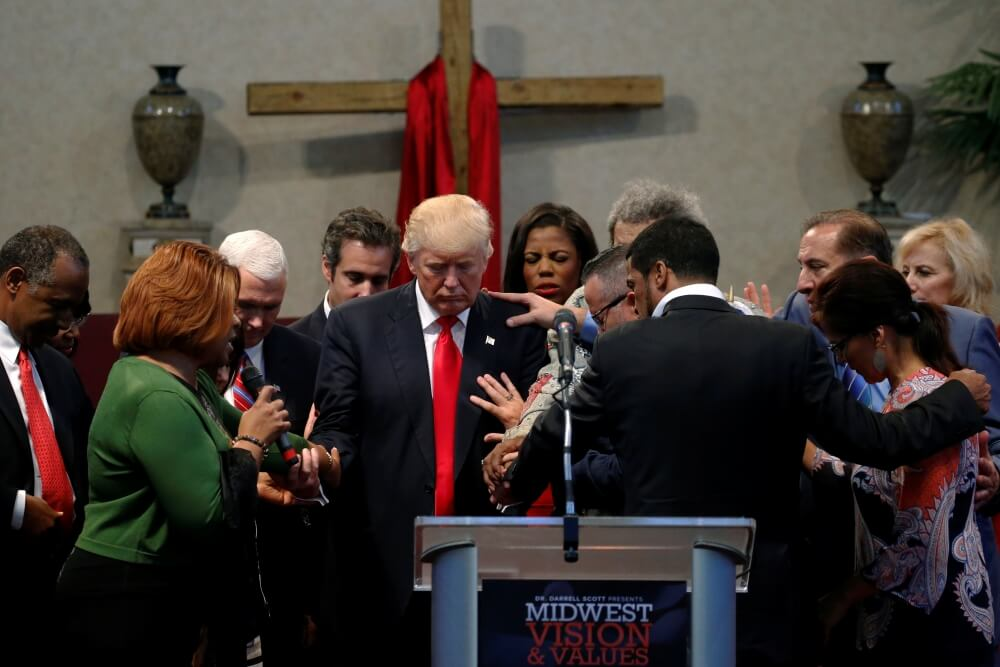 DR. DARRELL SCOTT PRESENTS
MIDWEST
VISION
& VALUES